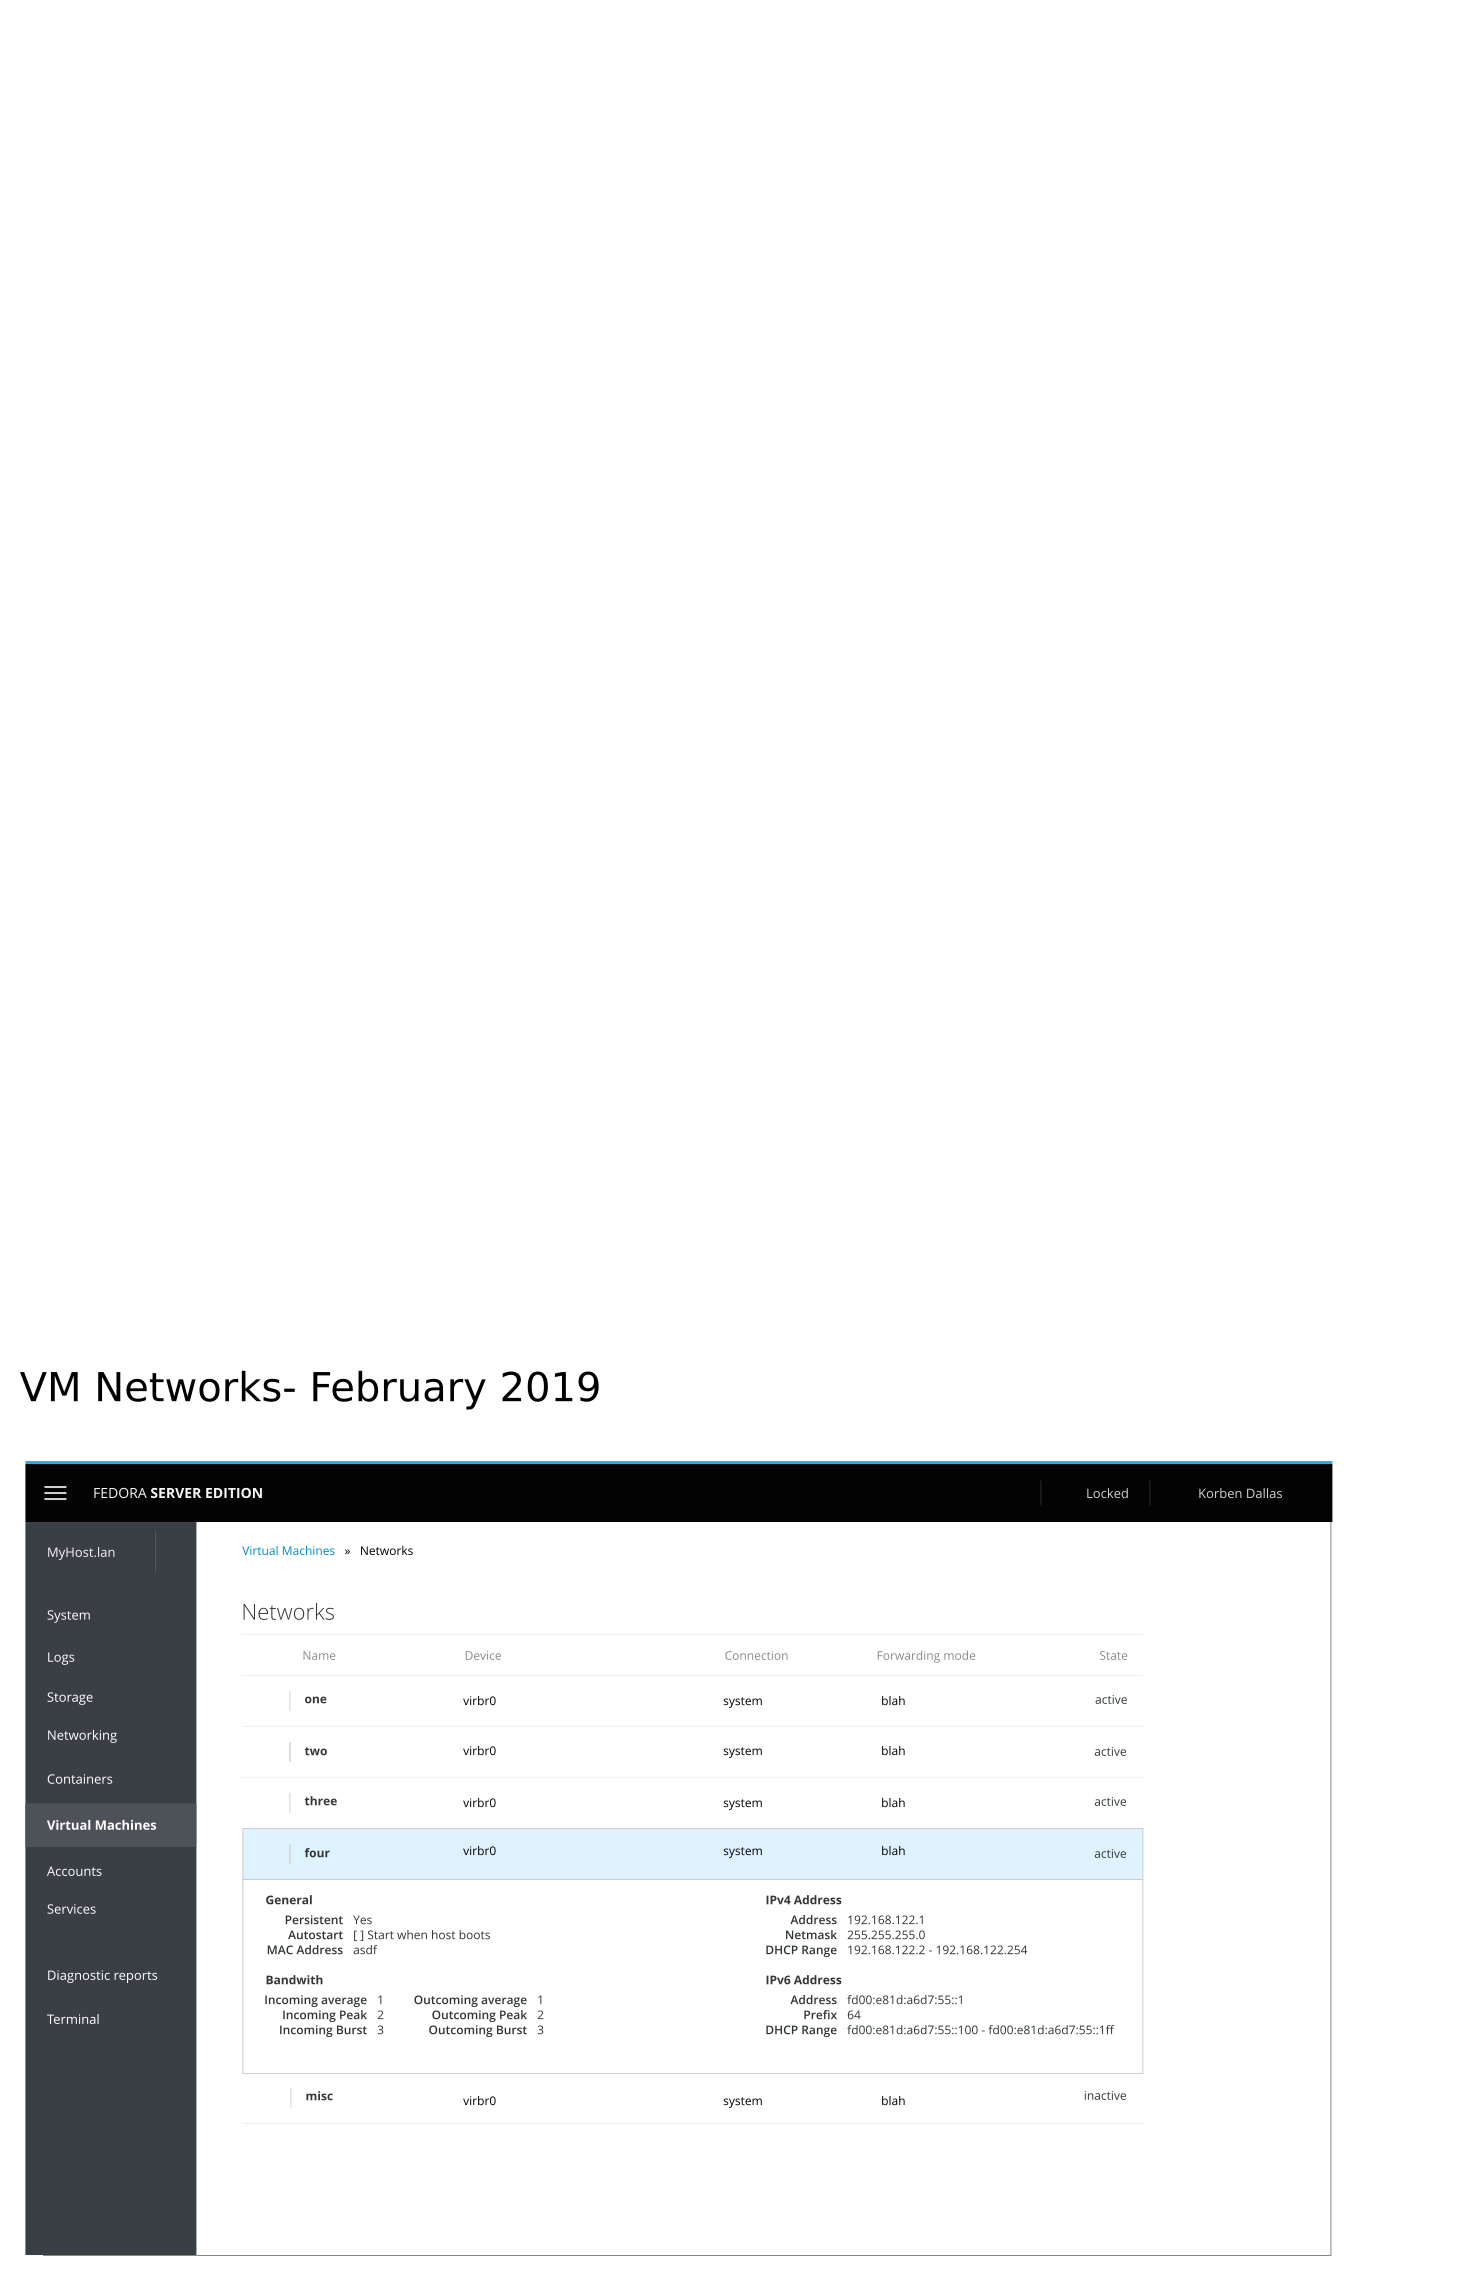 VM Networks- February 2019
FEDORA SERVER EDITION Locked Korben Dallas
MyHost.lan
System
Logs
Storage
Networking
Containers
Virtual Machines
Accounts
Services
Diagnostic reports
Terminal
Virtual Machines » Networks
Networks
Name Device Connection Forwarding mode State
one virbr0 system blah active
two virbr0 system blah active
three virbr0 system blah active
four virbr0 system blah active
General
Persistent Yes
Autostart [ ] Start when host boots
MAC Address asdf
Bandwith
Incoming average 1 Outcoming average 1
Incoming Peak 2 Outcoming Peak 2
Incoming Burst 3 Outcoming Burst 3
IPv4 Address
Address 192.168.122.1
Netmask 255.255.255.0
DHCP Range 192.168.122.2 - 192.168.122.254
IPv6 Address
Address fd00:e81d:a6d7:55::1
Prefix 64
DHCP Range fd00:e81d:a6d7:55::100 - fd00:e81d:a6d7:55::1ff
misc virbr0 system blah inactive